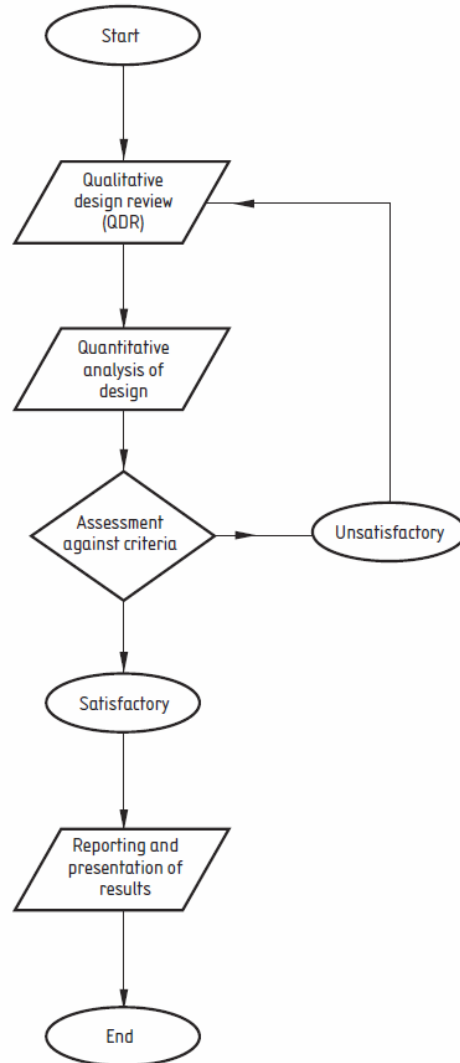 Start
Qualitative
design review
(QDR)
Quantitative
analysis of
design
Assessment
against criteria
Unsatisfactory
Satisfactory
Reporting and
presentation of
results
End